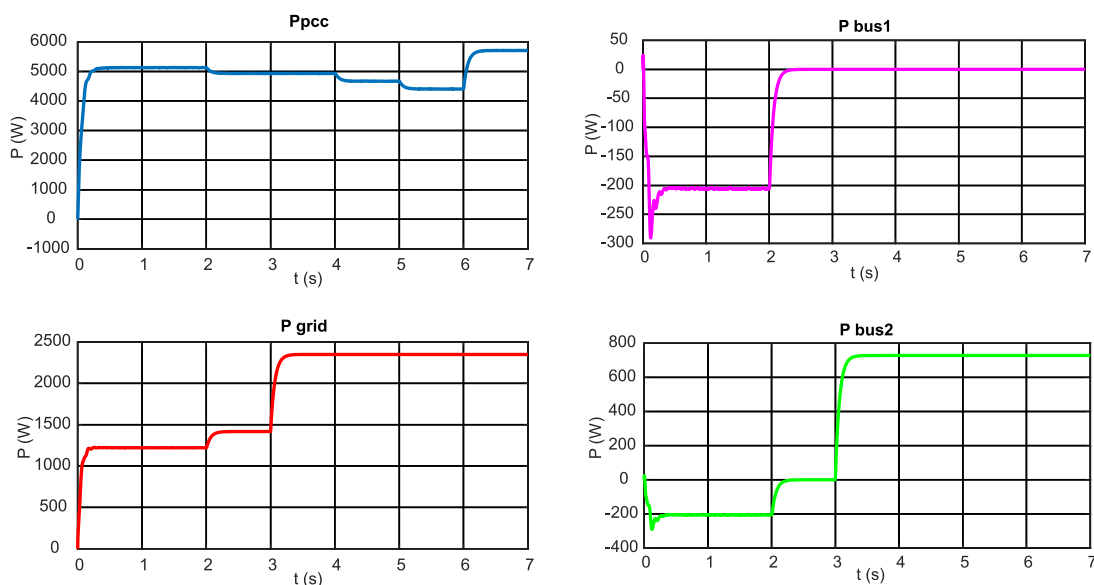 Ppcc
6000
5000
4000
3000
2000
1000
0
-1000
P (W)
0 1 2 3 4 5 6 7
t (s)
P bus1
50
0
-50
-100
-150
-200
-250
-300
P (W)
0 1 2 3 4 5 6 7
t (s)
P grid
2500
2000
1500
1000
500
0
P (W)
0 1 2 3 4 5 6 7
t (s)
P bus2
800
600
400
200
0
-200
-400
P (W)
0 1 2 3 4 5 6 7
t (s)